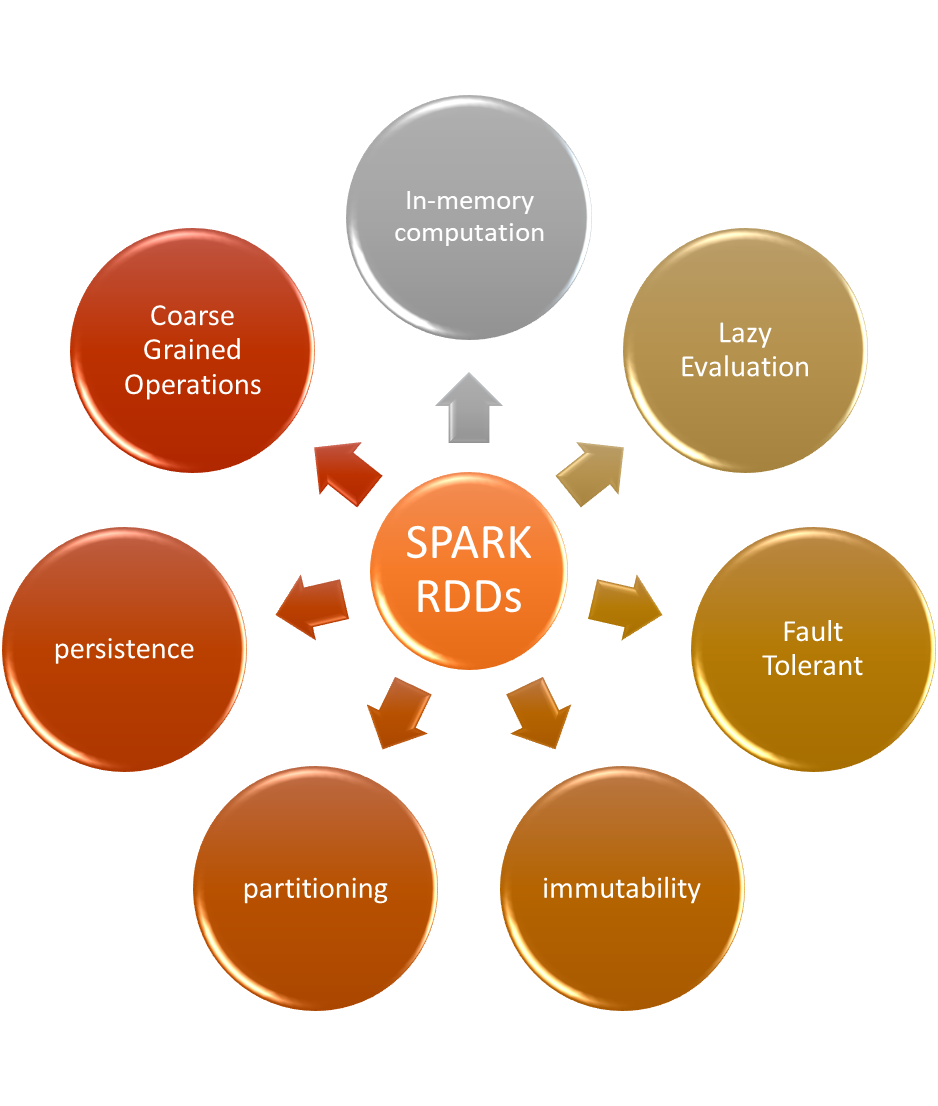 In-memory
computation
Lazy
Evaluation
Fault
Tolerant
immutability
partitioning
persistence
Coarse
Grained
Operations
SPARK
RDDs